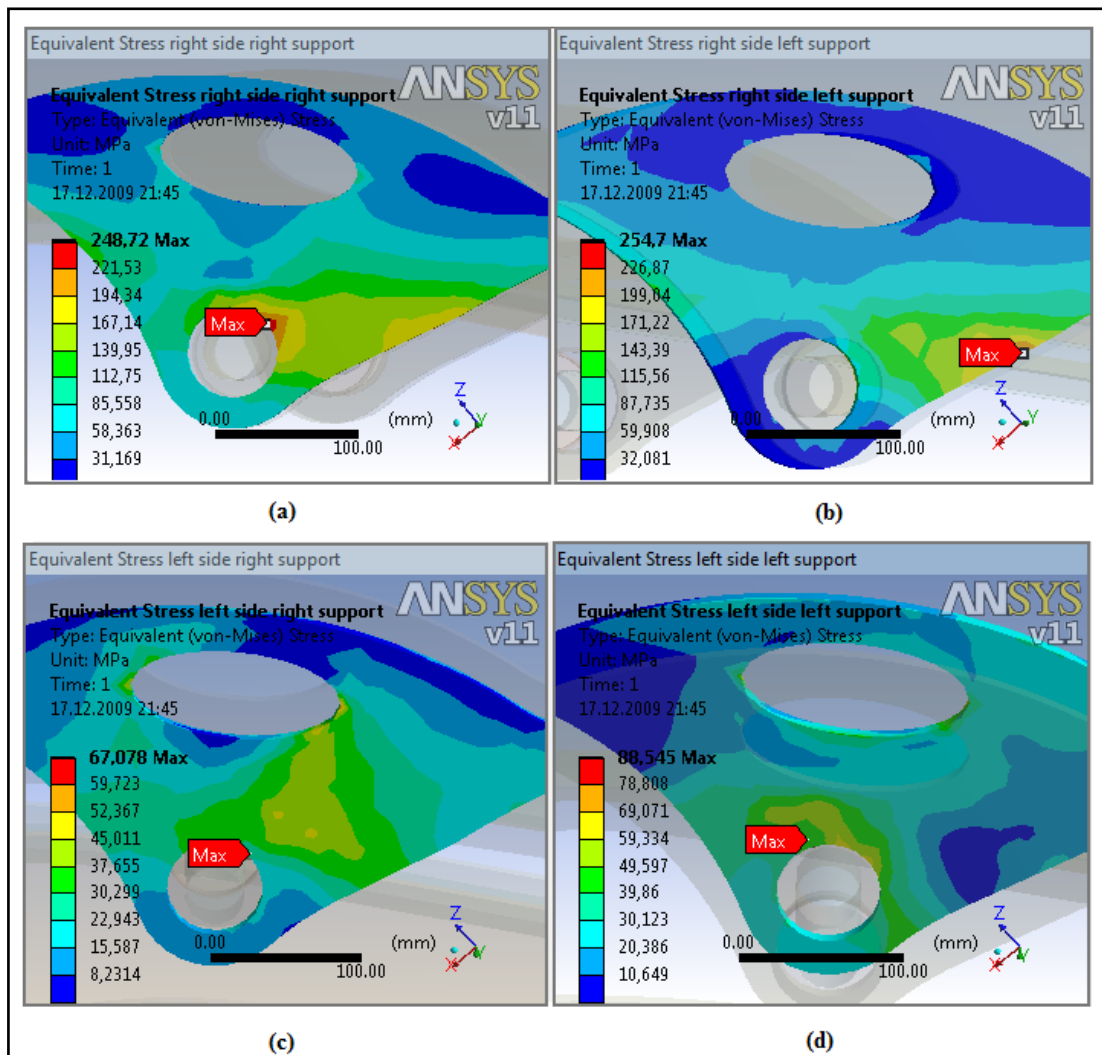 Equivalent Stress right side right support
ANSYS
v11
Equivalent Stress right side right support
Type: Equivalent (von-Mises) Stress
Unit: MPa
Time: 1
17.12.2009 21:45
248,72 Max
221,53
194,34
167,14
139,95
112,75
85,558
58,363
31,169
Max
0.00
(mm)
100.00
Z
Y
X
(a)
Equivalent Stress right side left support
ANSYS
v11
Equivalent Stress right side left support
Type: Equivalent (von-Mises) Stress
Unit: MPa
Time: 1
17.12.2009 21:45
254,7 Max
226,87
199,04
171,22
143,39
115,56
87,735
59,908
32,081
Max
0.00
(mm)
100.00
Z
Y
X
(b)
Equivalent Stress left side right support
ANSYS
v11
Equivalent Stress left side right support
Type: Equivalent (von-Mises) Stress
Unit: MPa
Time: 1
17.12.2009 21:45
67,078 Max
59,723
52,367
45,011
37,655
30,299
22,943
15,587
8,2314
Max
0.00
(mm)
100.00
Z
Y
X
(c)
Equivalent Stress left side left support
ANSYS
v11
Equivalent Stress left side left support
Type: Equivalent (von-Mises) Stress
Unit: MPa
Time: 1
17.12.2009 21:45
88,545 Max
78,808
69,071
59,334
49,597
39,86
30,123
20,386
10,649
Max
0.00
(mm)
100.00
Z
Y
X
(d)